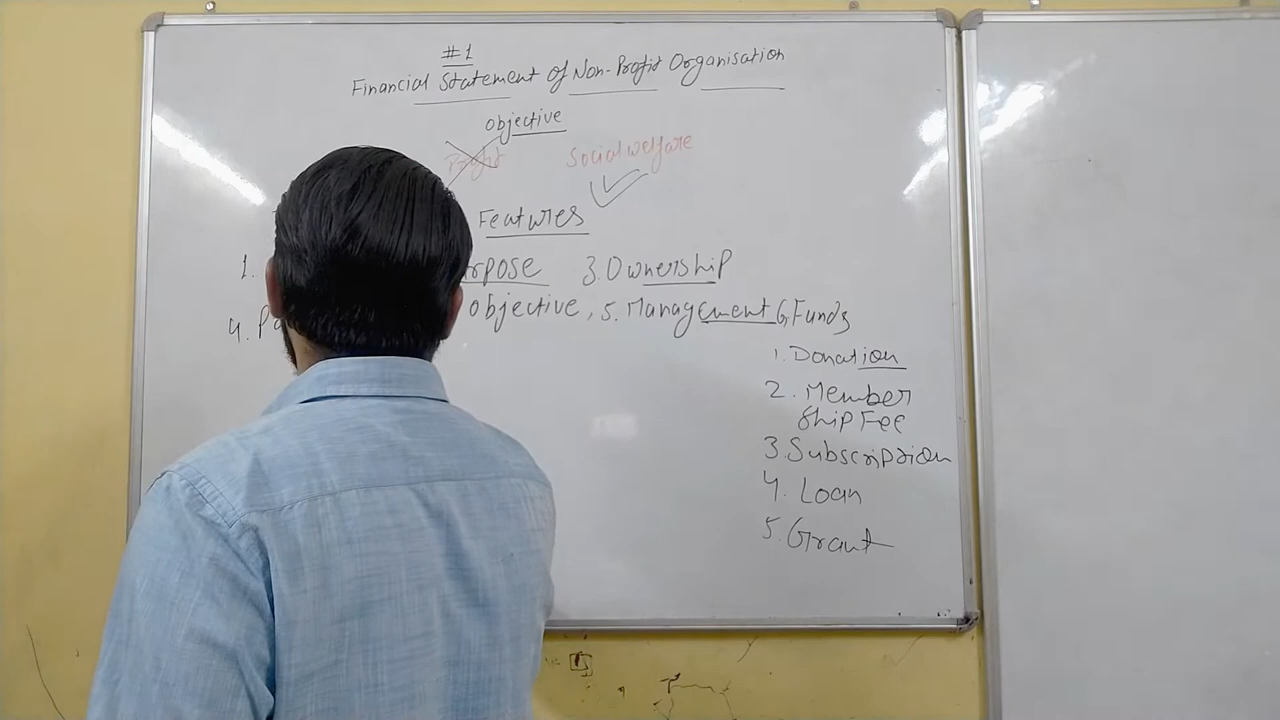 #1
Financial Statement of Non-Profit Organisation
Objective
Profit Social welfare
Features
1. rpose 3. Ownership
4. P objective, 5. Management 6, Funds
1. Donation
2. Member
Ship Fee
3. Subscription
4. Loan
5. Grant